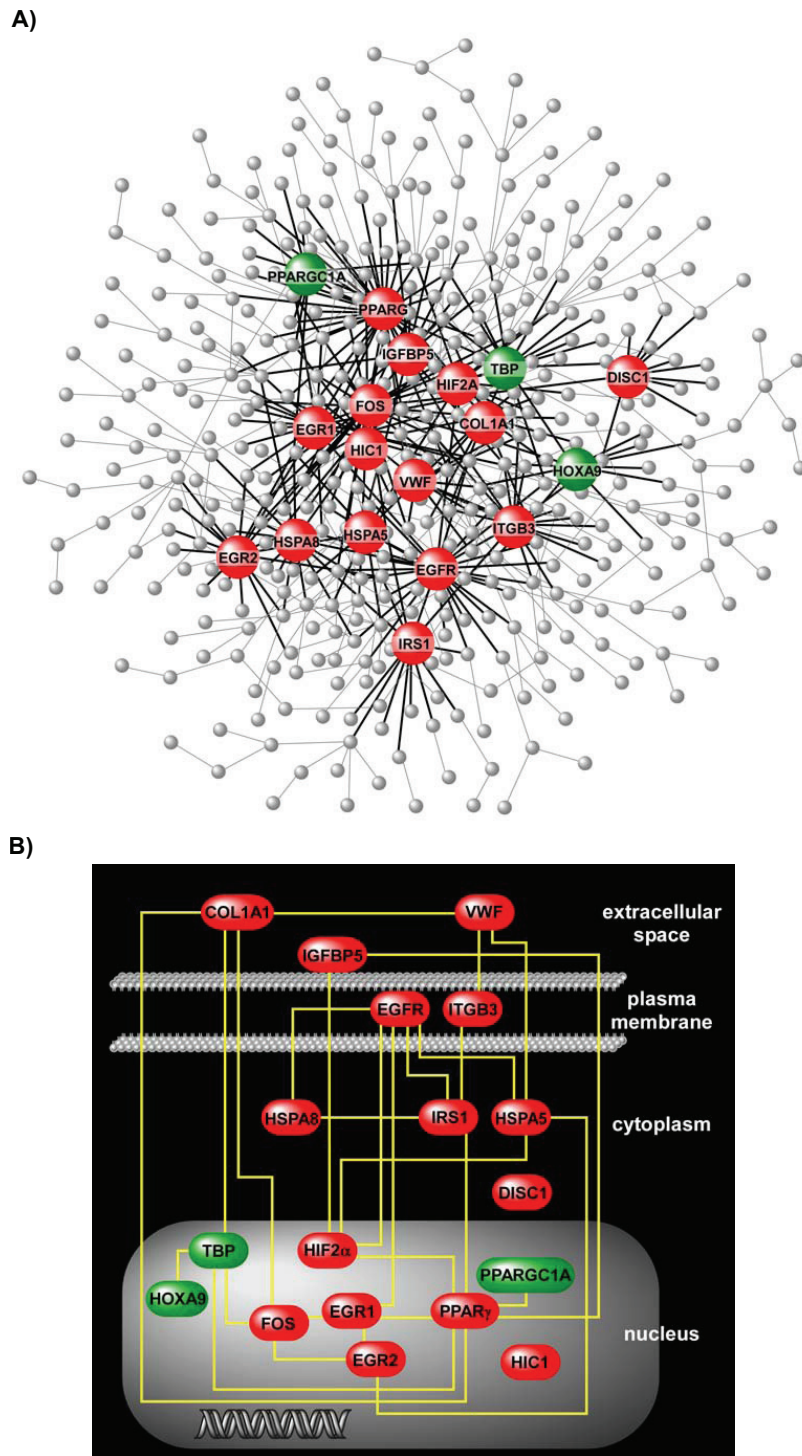 A)
PPARGC1A
PPARG
IGFBP5
TBP
HIF2A
DISC1
FOS
COL1A1
EGR1
HIC1
HOXA9
VWF
ITGB3
HSPA5
HSPA8
EGR2
EGFR
IRS1
B)
COL1A1
VWF
extracellular
space
IGFBP5
EGFR
ITGB3
plasma
membrane
HSPA8
IRS1
HSPA5
cytoplasm
DISC1
TBP
HIF2α
PPARGC1A
HOXA9
FOS
EGR1
PPARγ
nucleus
EGR2
HIC1